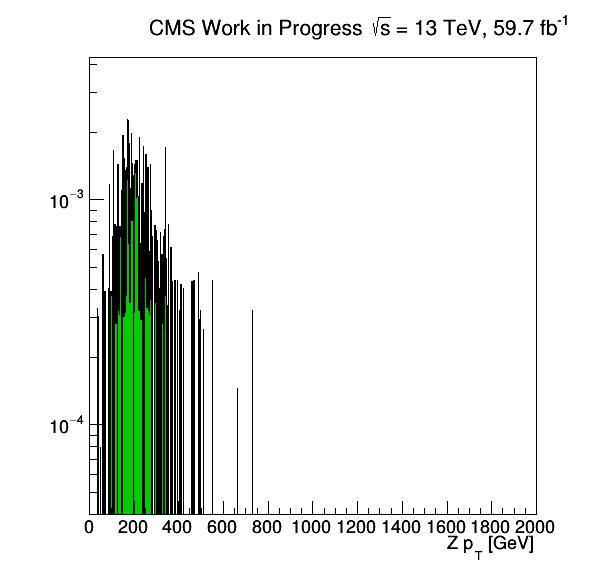 CMS Work in Progress √s = 13 TeV, 59.7 fb⁻¹
10⁻³
10⁻⁴
0 200 400 600 800 1000 1200 1400 1600 1800 2000
Z p_T [GeV]